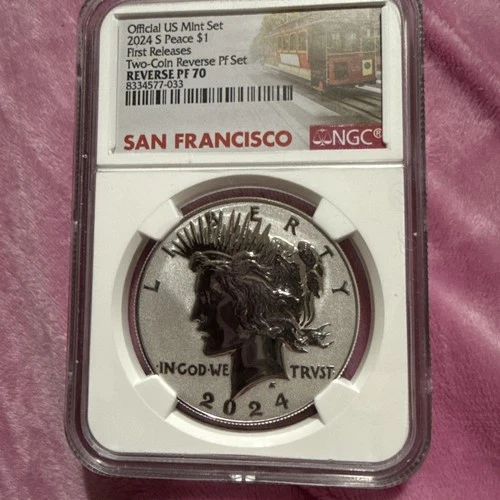 Official US Mint Set
2024 S Peace $1
First Releases
Two-Coin Reverse Pf Set
REVERSE PF 70
8334577-033
SAN FRANCISCO
NGC®
LIBERTY
IN·GOD·WE TRVST
2024